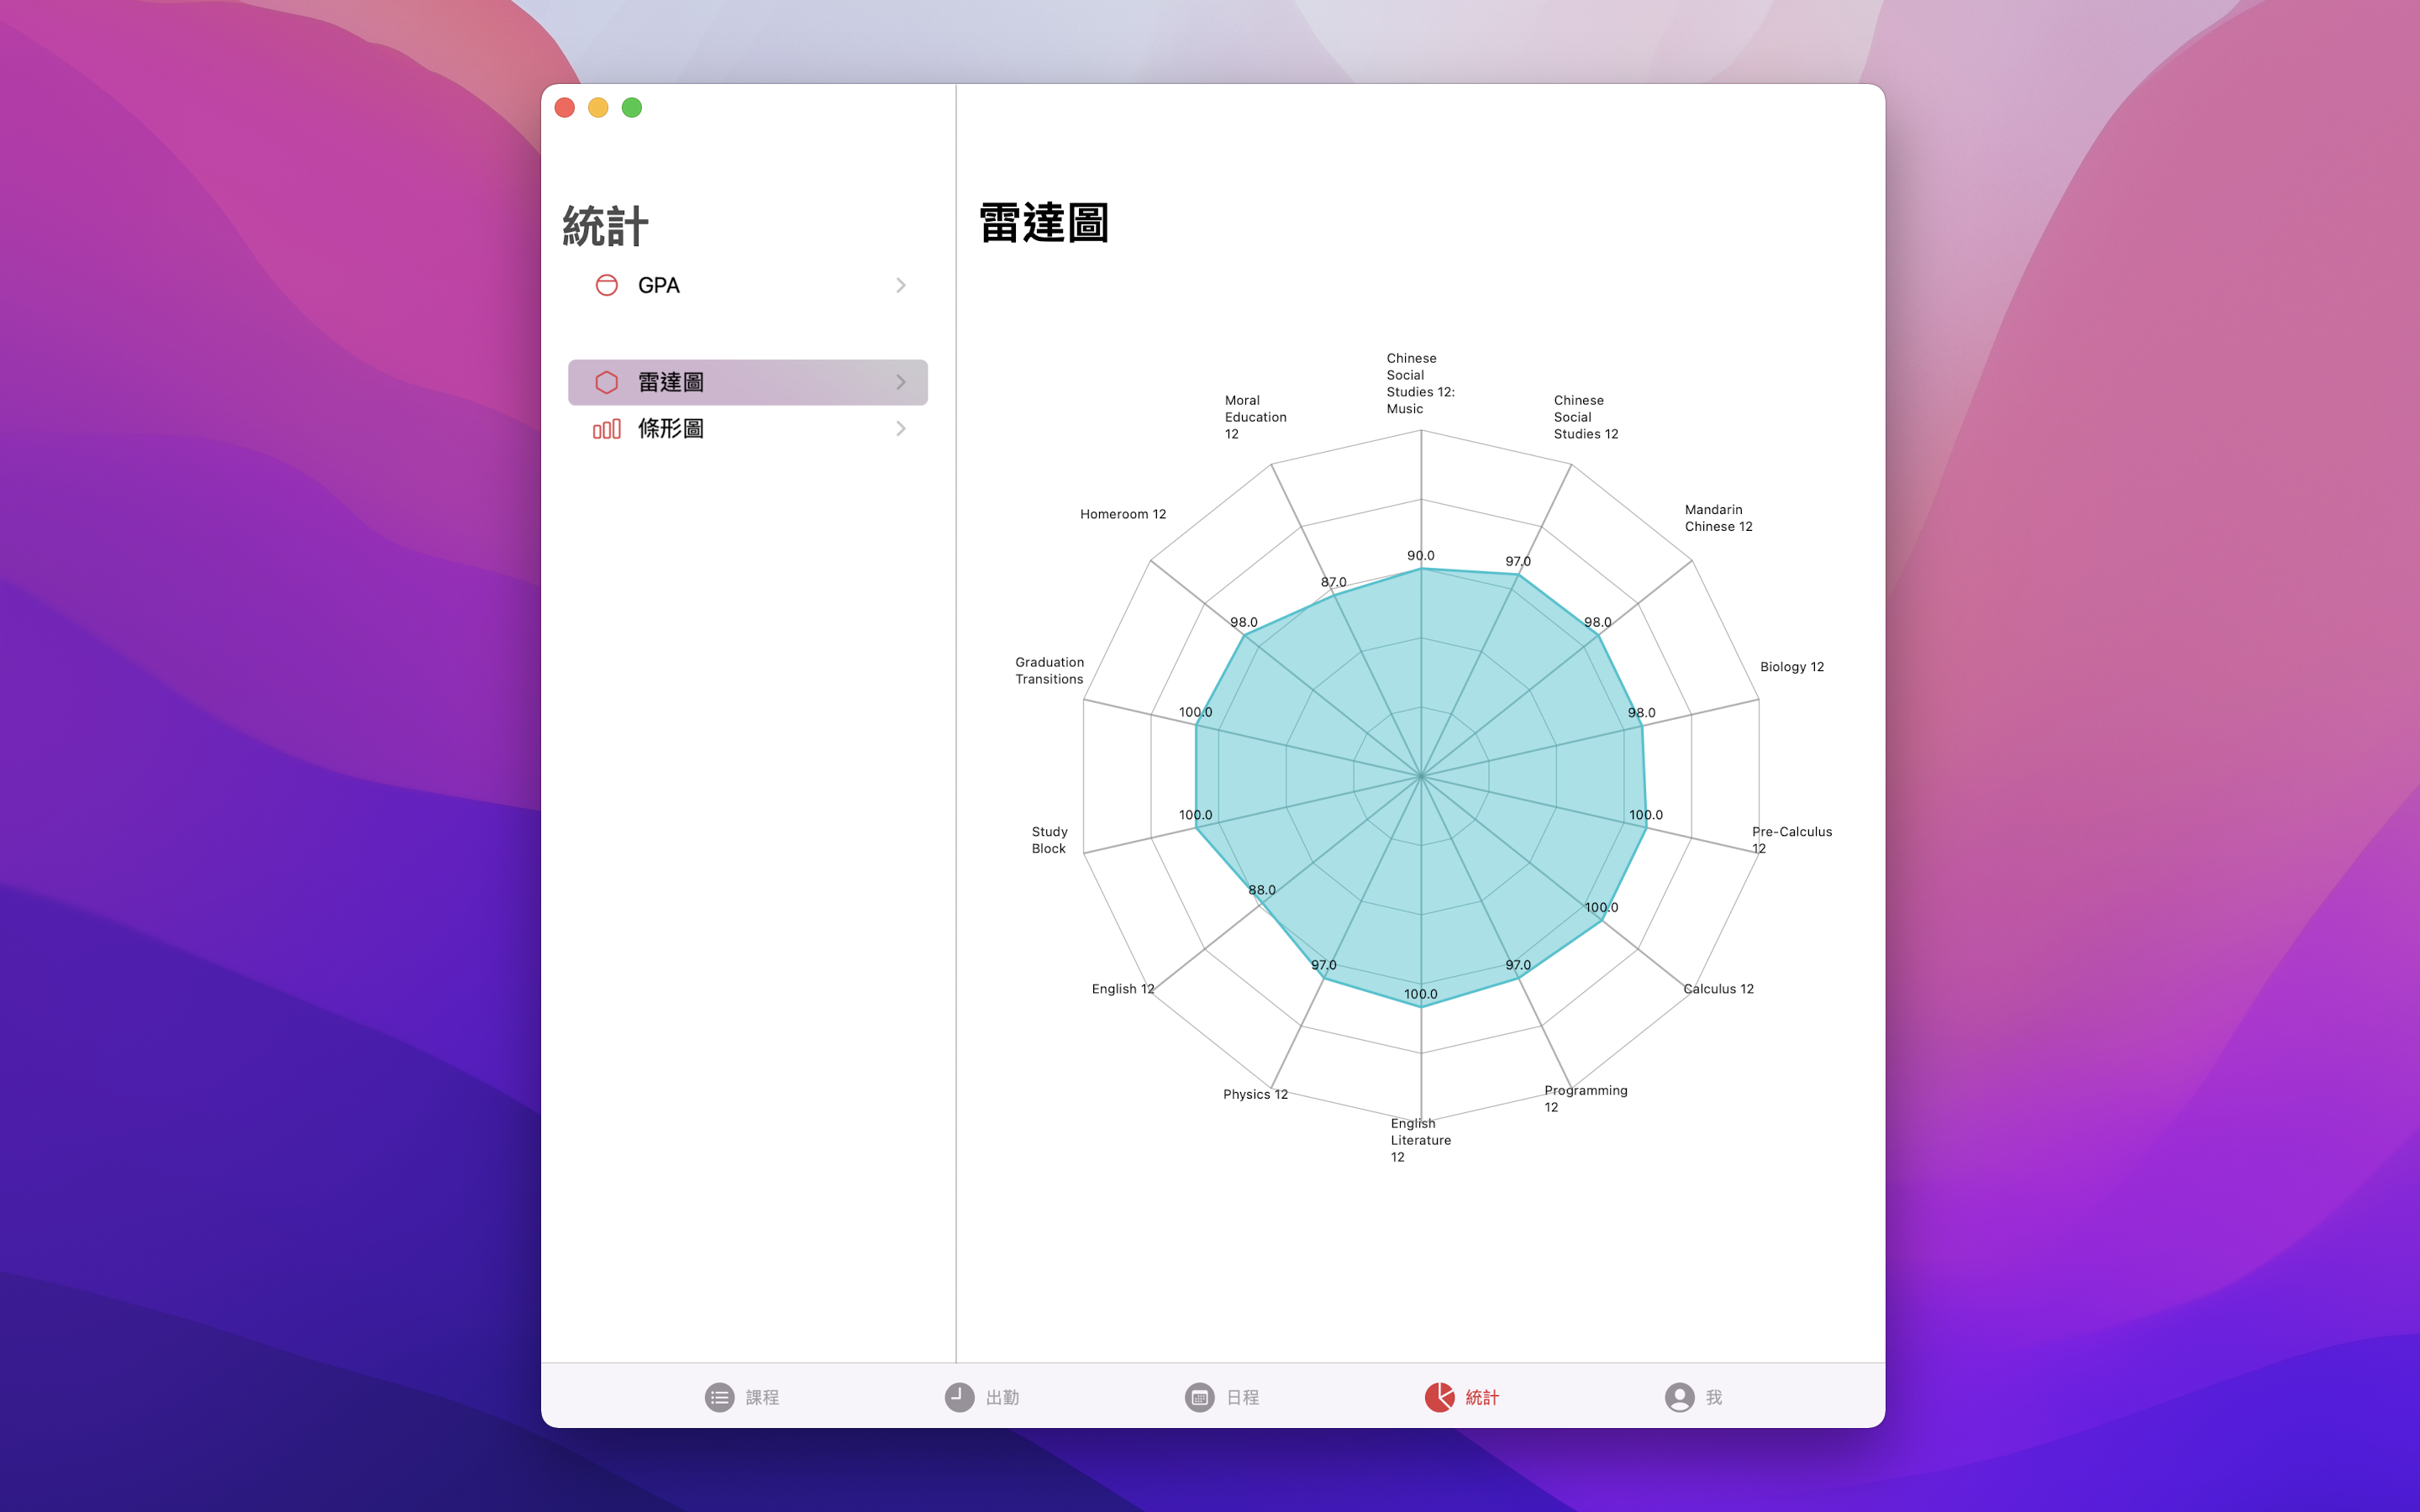 統計
GPA
雷達圖
條形圖
雷達圖
Chinese
Social
Studies 12:
Music
Chinese
Social
Studies 12
Moral
Education
12
Mandarin
Chinese 12
Homeroom 12
90.0
97.0
87.0
98.0
98.0
Graduation
Transitions
Biology 12
100.0
98.0
100.0
100.0
Study
Block
Pre-Calculus
12
88.0
100.0
97.0
97.0
English 12
Calculus 12
100.0
Physics 12
Programming
12
English
Literature
12
課程
出勤
日程
統計
我